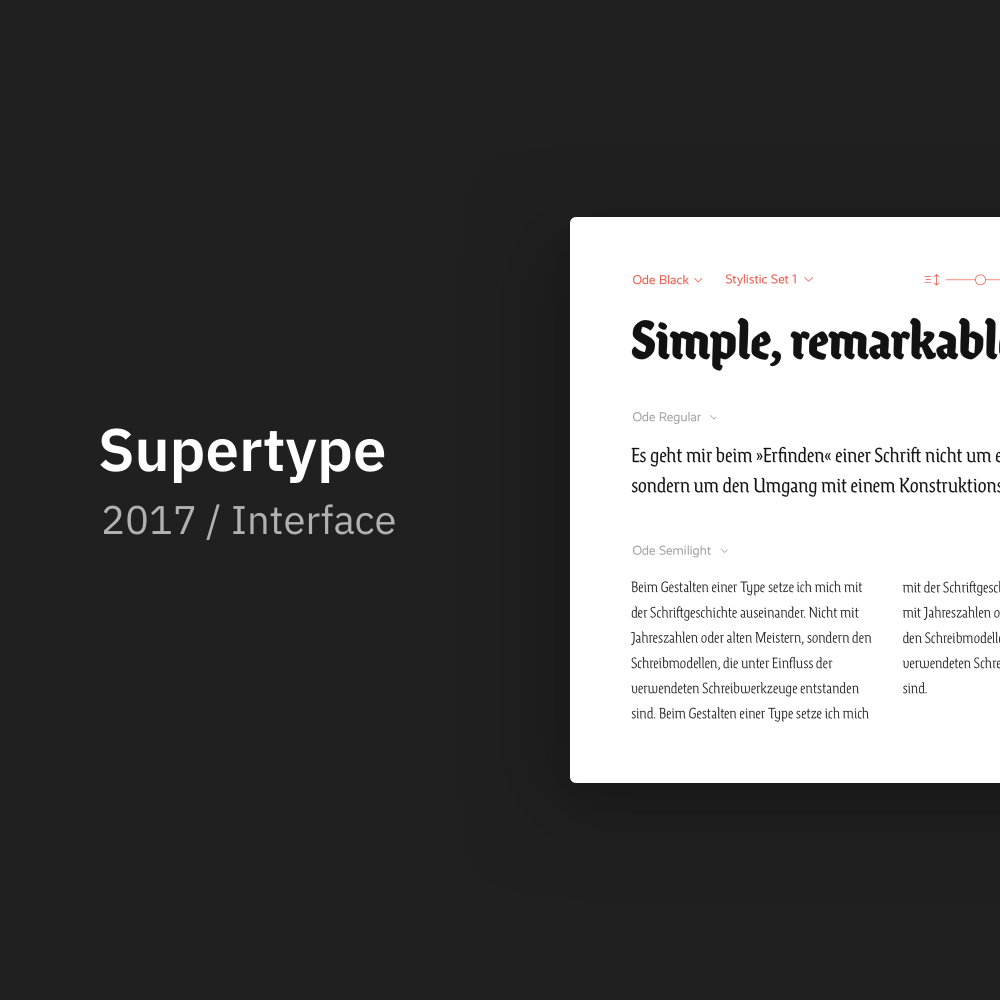 Supertype
2017 / Interface
Ode Black
Stylistic Set 1
Simple, remarkabl
Ode Regular
Es geht mir beim »Erfinden« einer Schrift nicht um
sondern um den Umgang mit einem Konstruktions
Ode Semilight
Beim Gestalten einer Type setze ich mich mit
der Schriftgeschichte auseinander. Nicht mit
Jahreszahlen oder alten Meistern, sondern den
Schreibmodellen, die unter Einfluss der
verwendeten Schreibwerkzeuge entstanden
sind. Beim Gestalten einer Type setze ich mich
mit der Schriftgesc
mit Jahreszahlen o
den Schreibmodell
verwendeten Schre
sind.